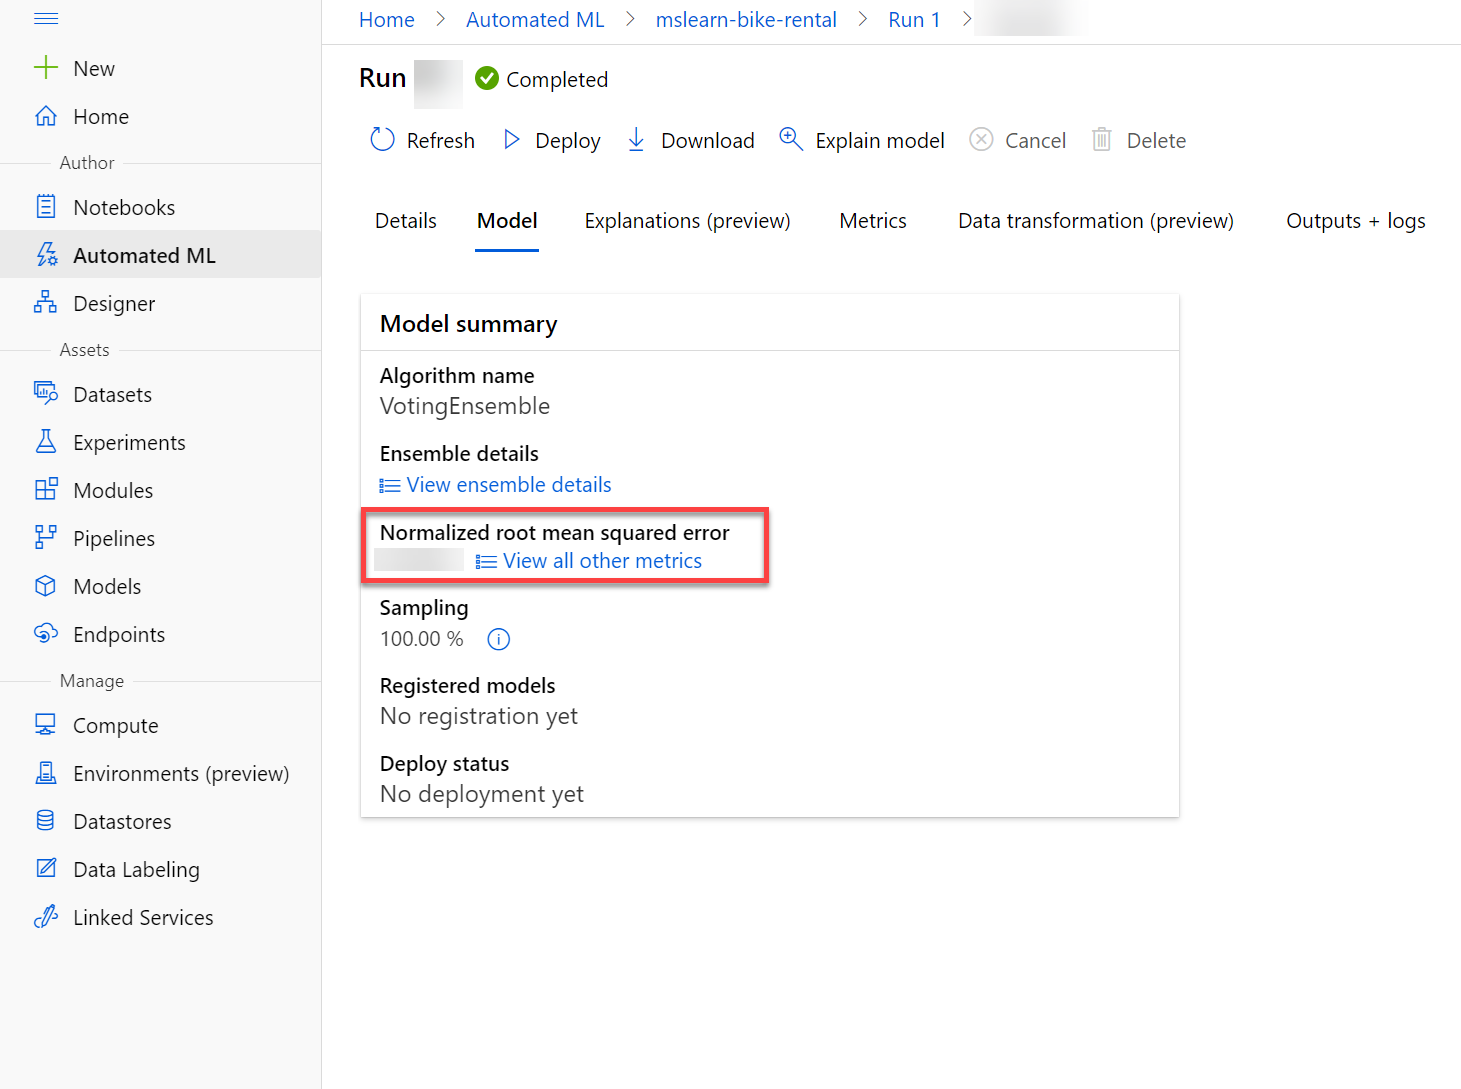 New
Home
Author
Notebooks
Automated ML
Designer
Assets
Datasets
Experiments
Modules
Pipelines
Models
Endpoints
Manage
Compute
Environments (preview)
Datastores
Data Labeling
Linked Services
Home > Automated ML > mslearn-bike-rental > Run 1 >
Run Completed
Refresh Deploy Download Explain model Cancel Delete
Details Model Explanations (preview) Metrics Data transformation (preview) Outputs + logs
Model summary
Algorithm name
VotingEnsemble
Ensemble details
View ensemble details
Normalized root mean squared error
View all other metrics
Sampling
100.00 %
Registered models
No registration yet
Deploy status
No deployment yet